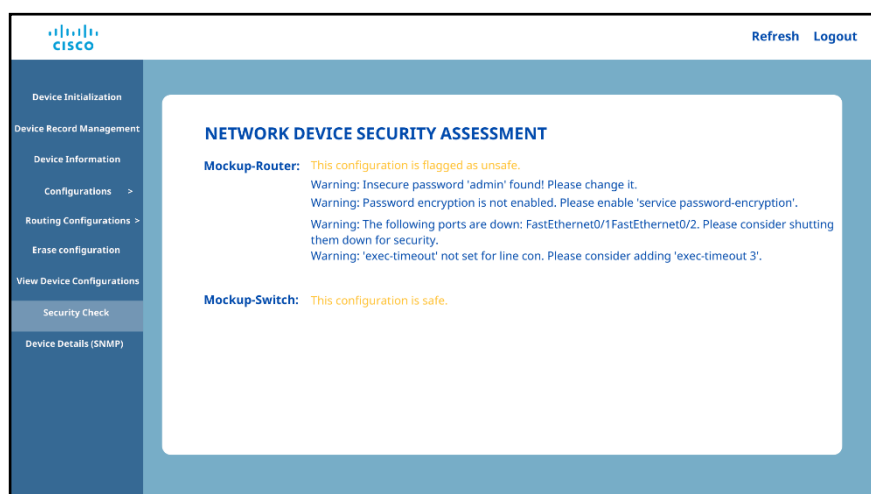 CISCO
Refresh Logout
Device Initialization
Device Record Management
Device Information
Configurations >
Routing Configurations >
Erase configuration
View Device Configurations
Security Check
Device Details (SNMP)
NETWORK DEVICE SECURITY ASSESSMENT
Mockup-Router: This configuration is flagged as unsafe.
Warning: Insecure password 'admin' found! Please change it.
Warning: Password encryption is not enabled. Please enable 'service password-encryption'.
Warning: The following ports are down: FastEthernet0/1FastEthernet0/2. Please consider shutting
them down for security.
Warning: 'exec-timeout' not set for line con. Please consider adding 'exec-timeout 3'.
Mockup-Switch: This configuration is safe.